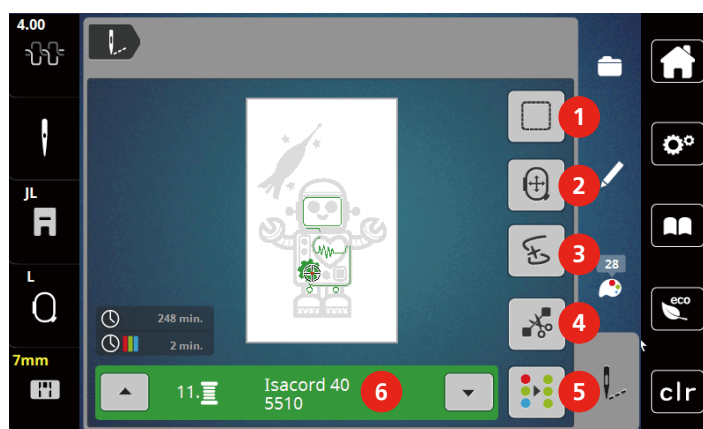 4.00
1
2
JL
3
28
L
4
eco
248 min.
2 min.
7mm
11.
Isacord 40
5510
6
5
clr